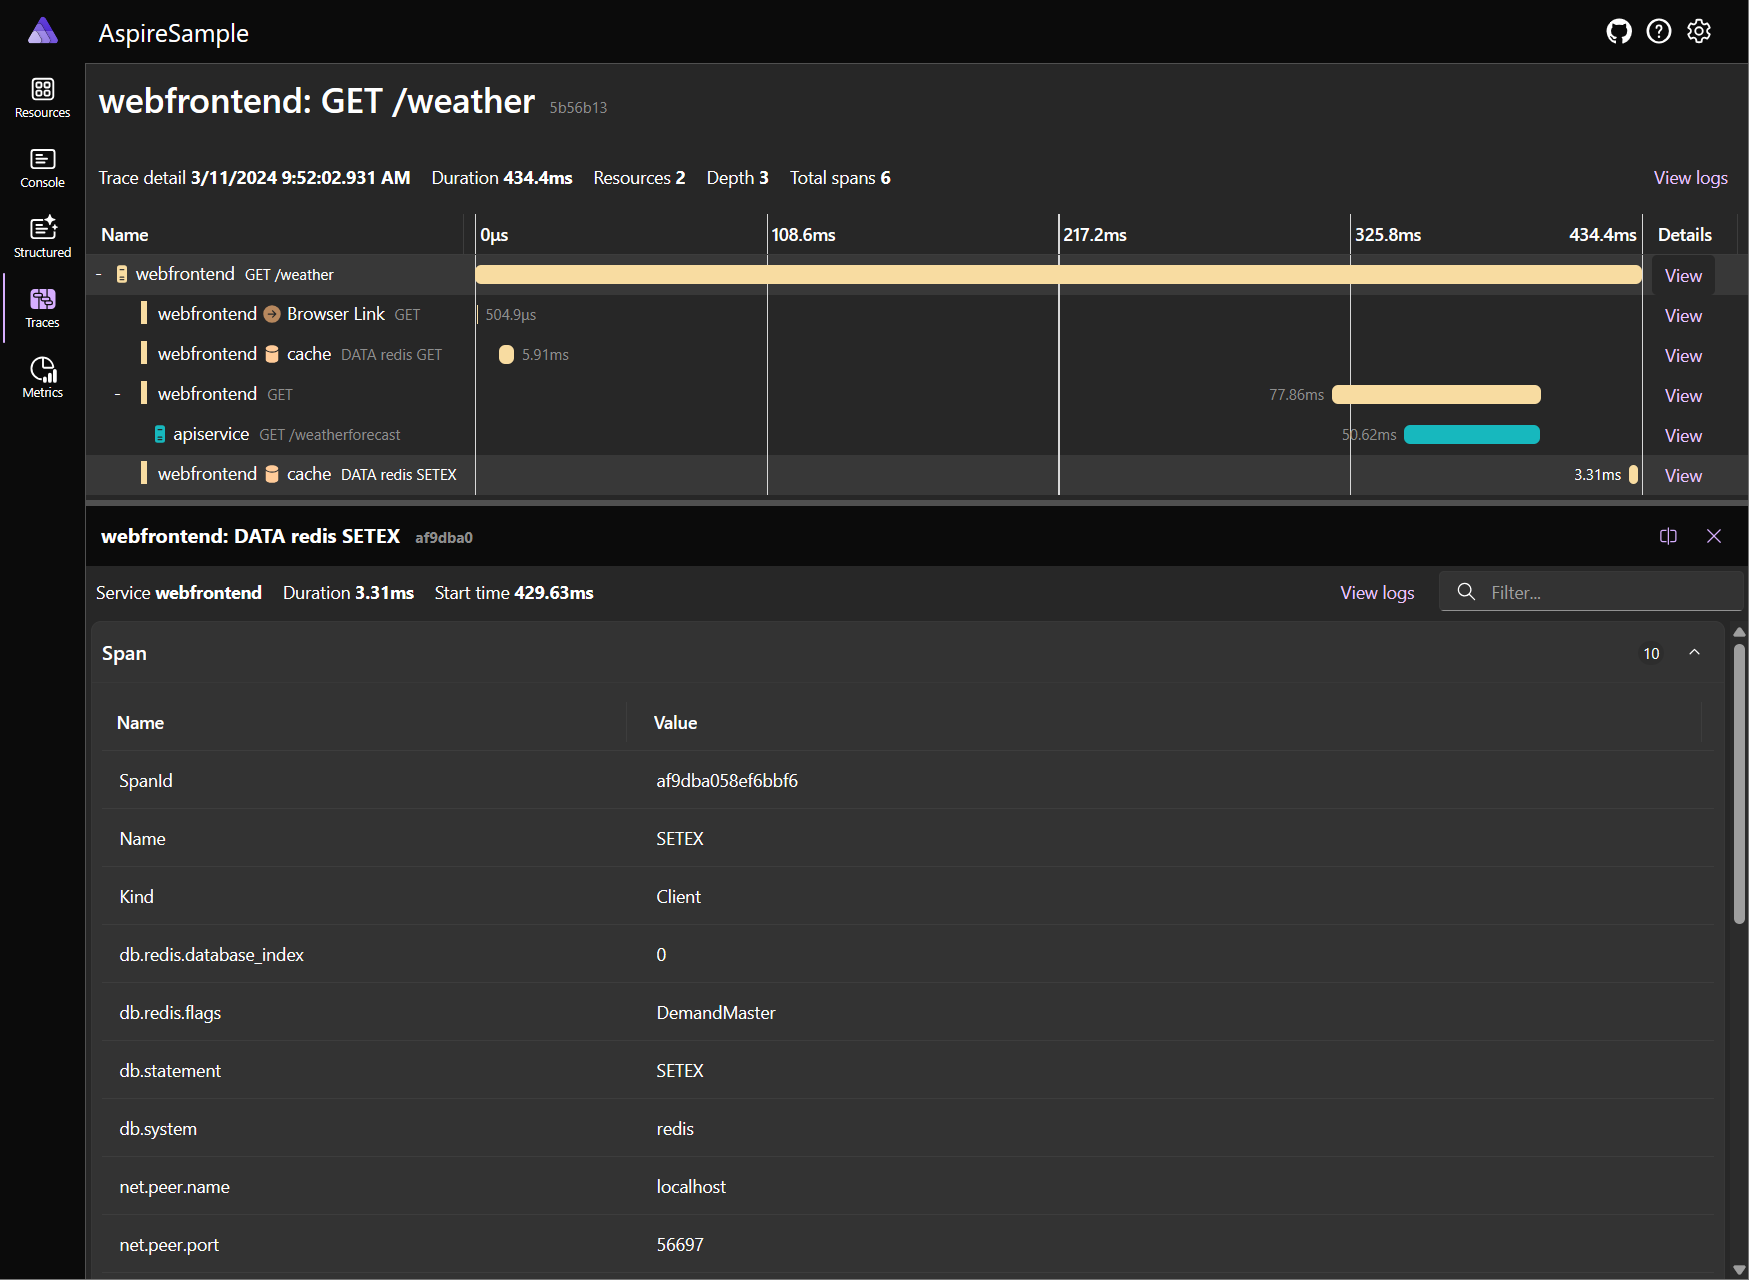 AspireSample
Resources
Console
Structured
Traces
Metrics
webfrontend: GET /weather 5b56b13
Trace detail 3/11/2024 9:52:02.931 AM Duration 434.4ms Resources 2 Depth 3 Total spans 6 View logs
Name 0μs 108.6ms 217.2ms 325.8ms 434.4ms Details
- webfrontend GET /weather View
webfrontend Browser Link GET 504.9μs View
webfrontend cache DATA redis GET 5.91ms View
- webfrontend GET 77.86ms View
apiservice GET /weatherforecast 50.62ms View
webfrontend cache DATA redis SETEX 3.31ms View
webfrontend: DATA redis SETEX af9dba0
Service webfrontend Duration 3.31ms Start time 429.63ms View logs Filter...
Span 10
Name Value
SpanId af9dba058ef6bbf6
Name SETEX
Kind Client
db.redis.database_index 0
db.redis.flags DemandMaster
db.statement SETEX
db.system redis
net.peer.name localhost
net.peer.port 56697